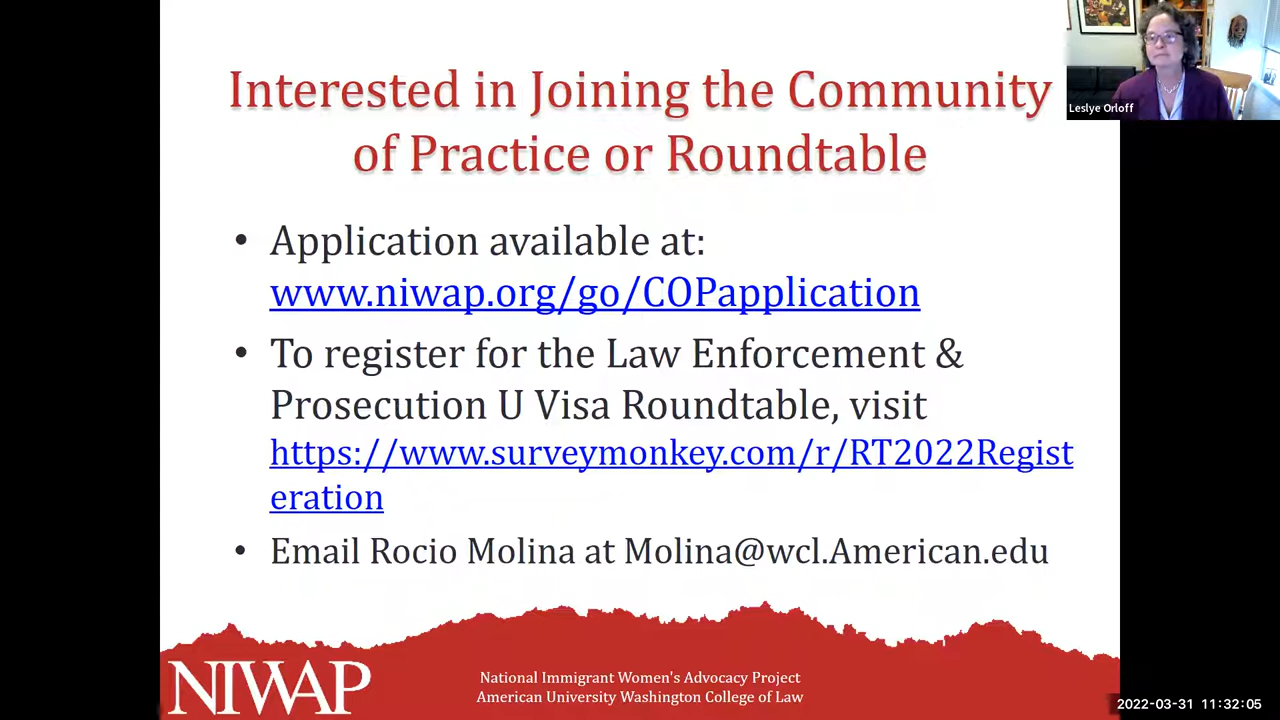 Interested in Joining the Community
of Practice or Roundtable
Leslye Orloff
• Application available at:
www.niwap.org/go/COPapplication
• To register for the Law Enforcement &
Prosecution U Visa Roundtable, visit
https://www.surveymonkey.com/r/RT2022Regist
eration
• Email Rocio Molina at Molina@wcl.American.edu
NIWAP
National Immigrant Women's Advocacy Project
American University Washington College of Law
2022-03-31 11:32:05